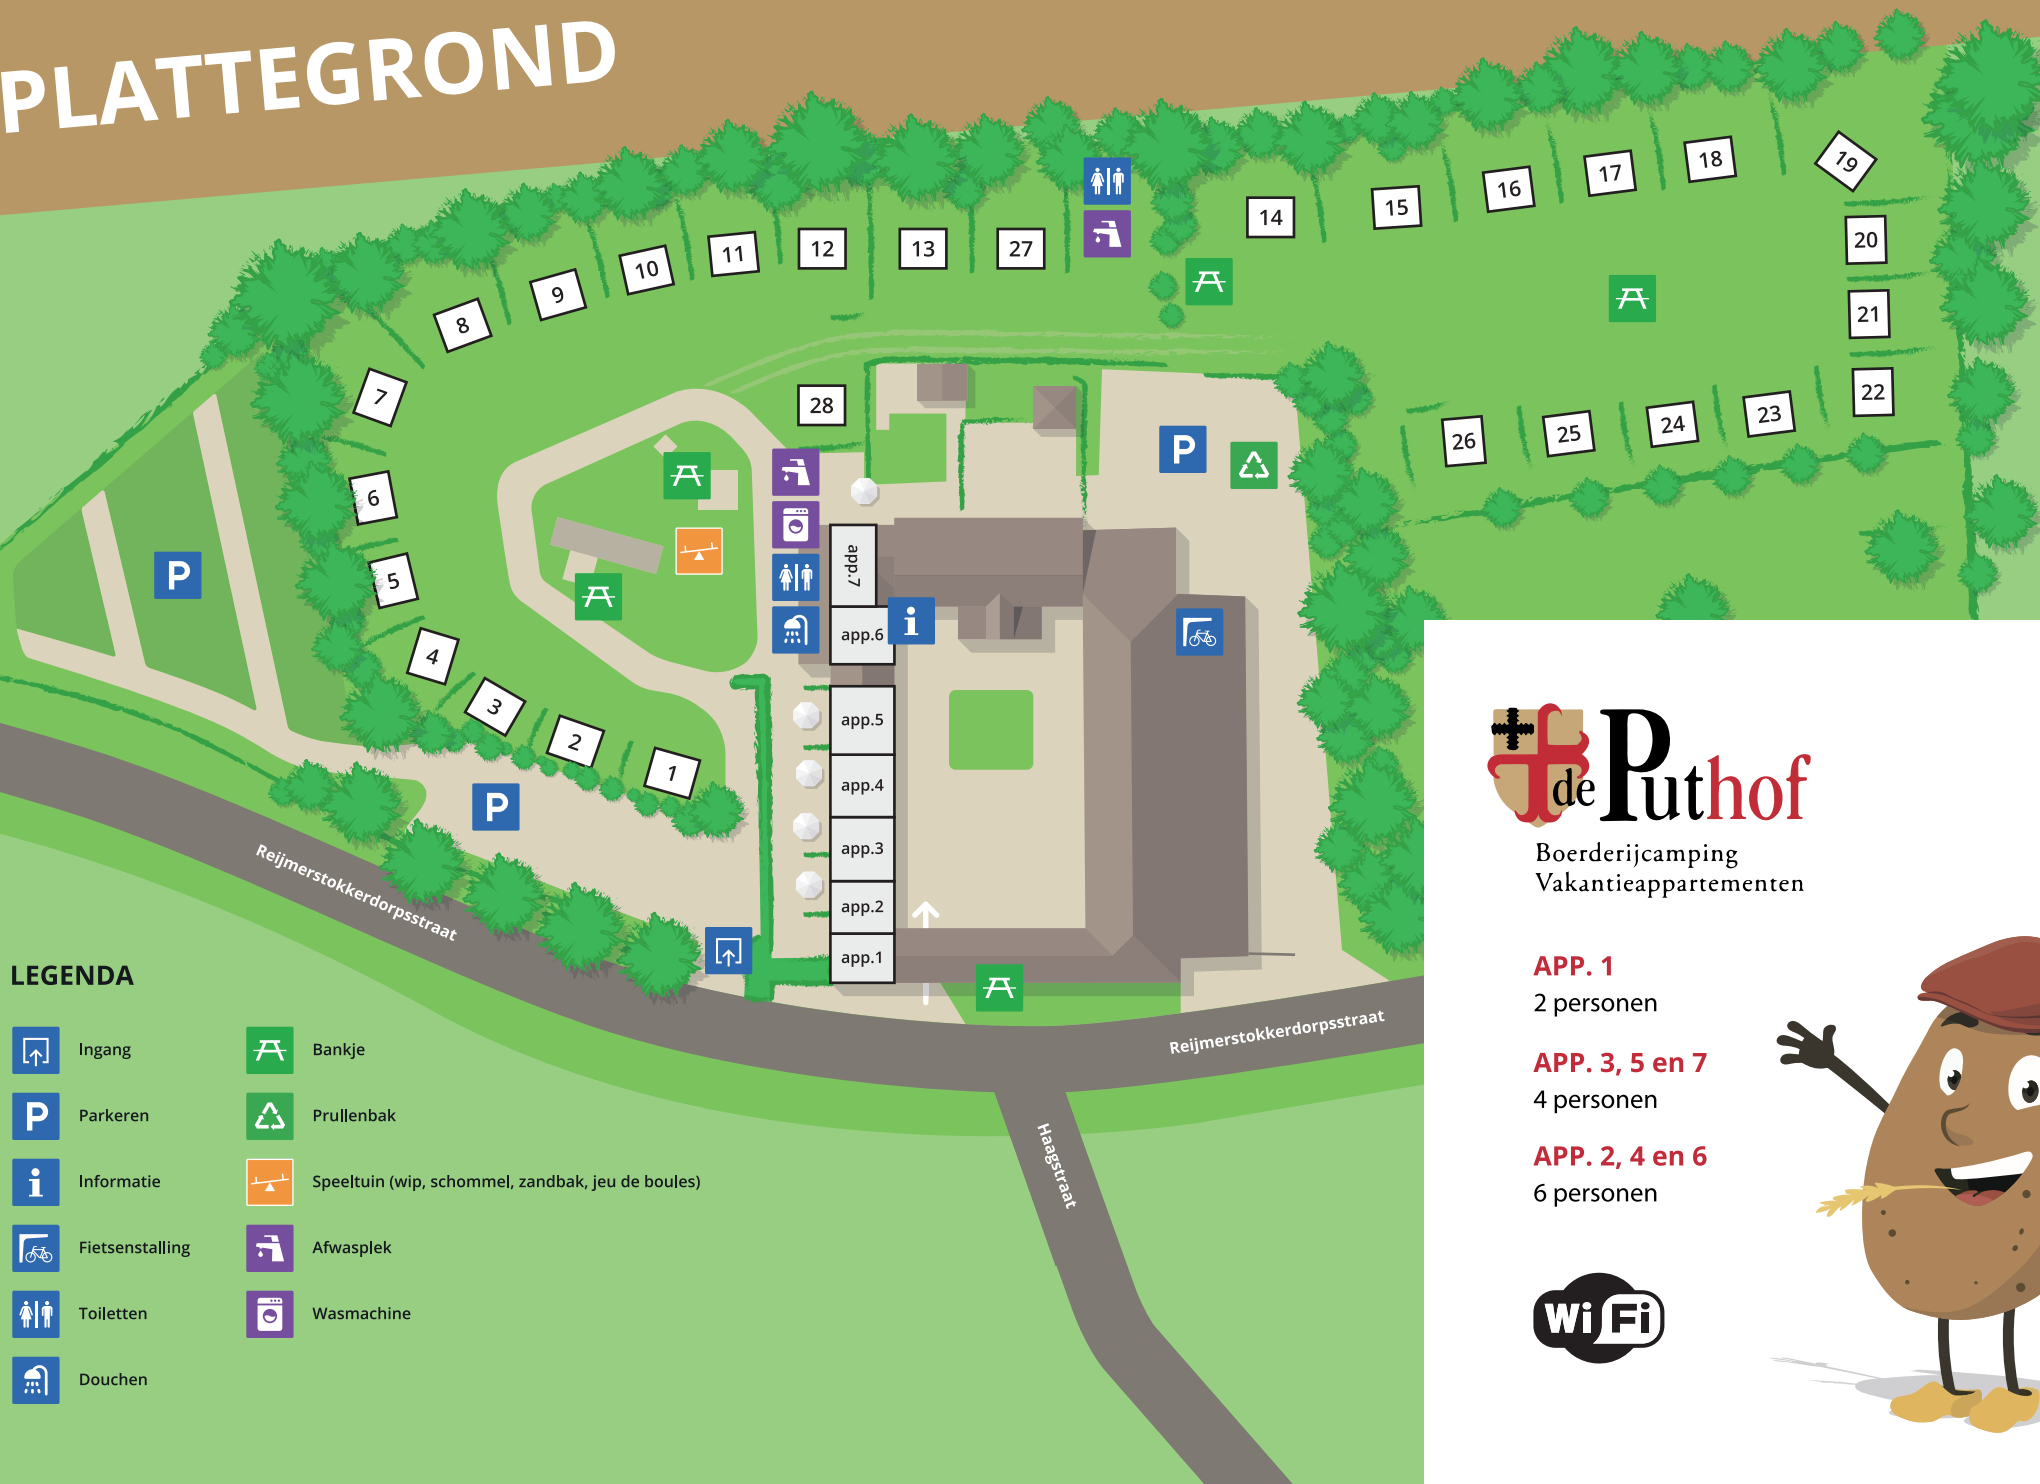 PLATTEGROND
1
2
3
4
5
6
7
8
9
10
11
12
13
27
14
15
16
17
18
19
20
21
22
23
24
25
26
28
P
P
P
app.7
app.6
i
app.5
app.4
app.3
app.2
app.1
Reijmerstokkerdorpsstraat
Reijmerstokkerdorpsstraat
Haagstraat
LEGENDA
Ingang
P Parkeren
i Informatie
Fietsenstalling
Toiletten
Douchen
Bankje
Prullenbak
Speeltuin (wip, schommel, zandbak, jeu de boules)
Afwasplek
Wasmachine
de Puthof
Boerderijcamping
Vakantieappartementen
APP. 1
2 personen
APP. 3, 5 en 7
4 personen
APP. 2, 4 en 6
6 personen
WiFi